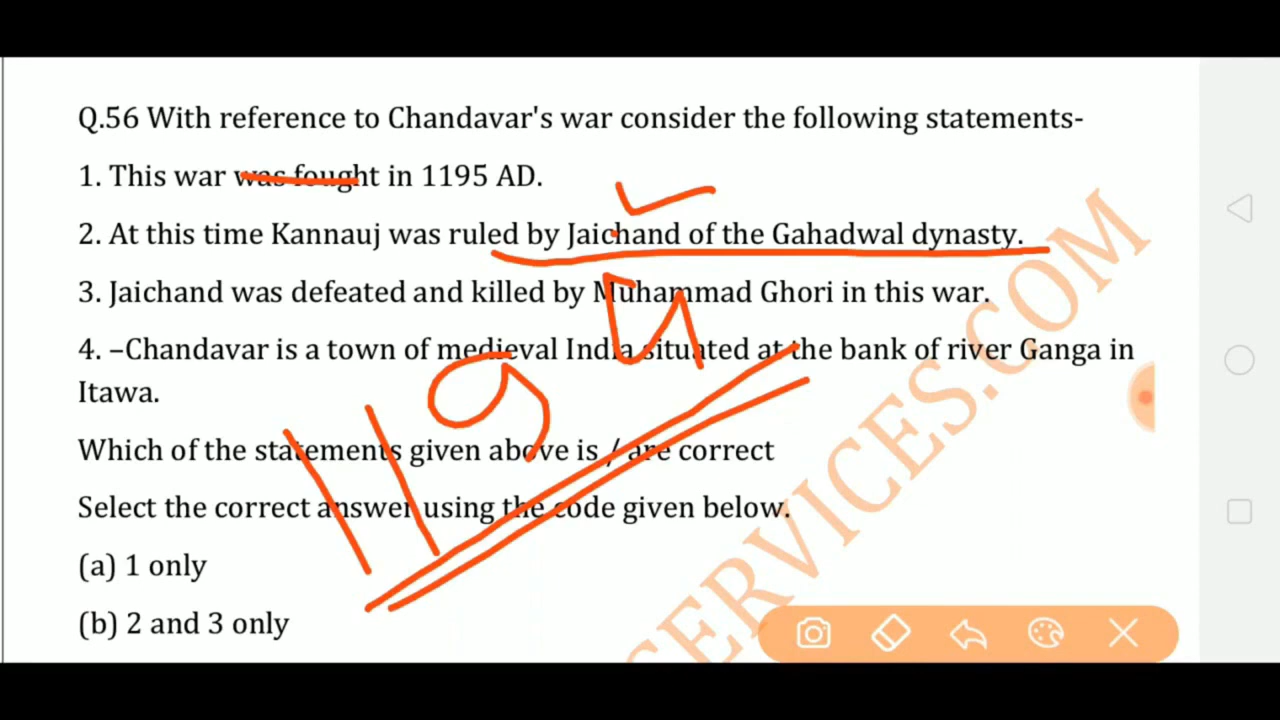 Q.56 With reference to Chandavar's war consider the following statements-
1. This war was fought in 1195 AD.
2. At this time Kannauj was ruled by Jaichand of the Gahadwal dynasty.
3. Jaichand was defeated and killed by Muhammad Ghori in this war.
4. –Chandavar is a town of medieval India situated at the bank of river Ganga in
Itawa.
1194
Which of the statements given above is / are correct
Select the correct answer using the code given below.
(a) 1 only
(b) 2 and 3 only
SERVICES.COM